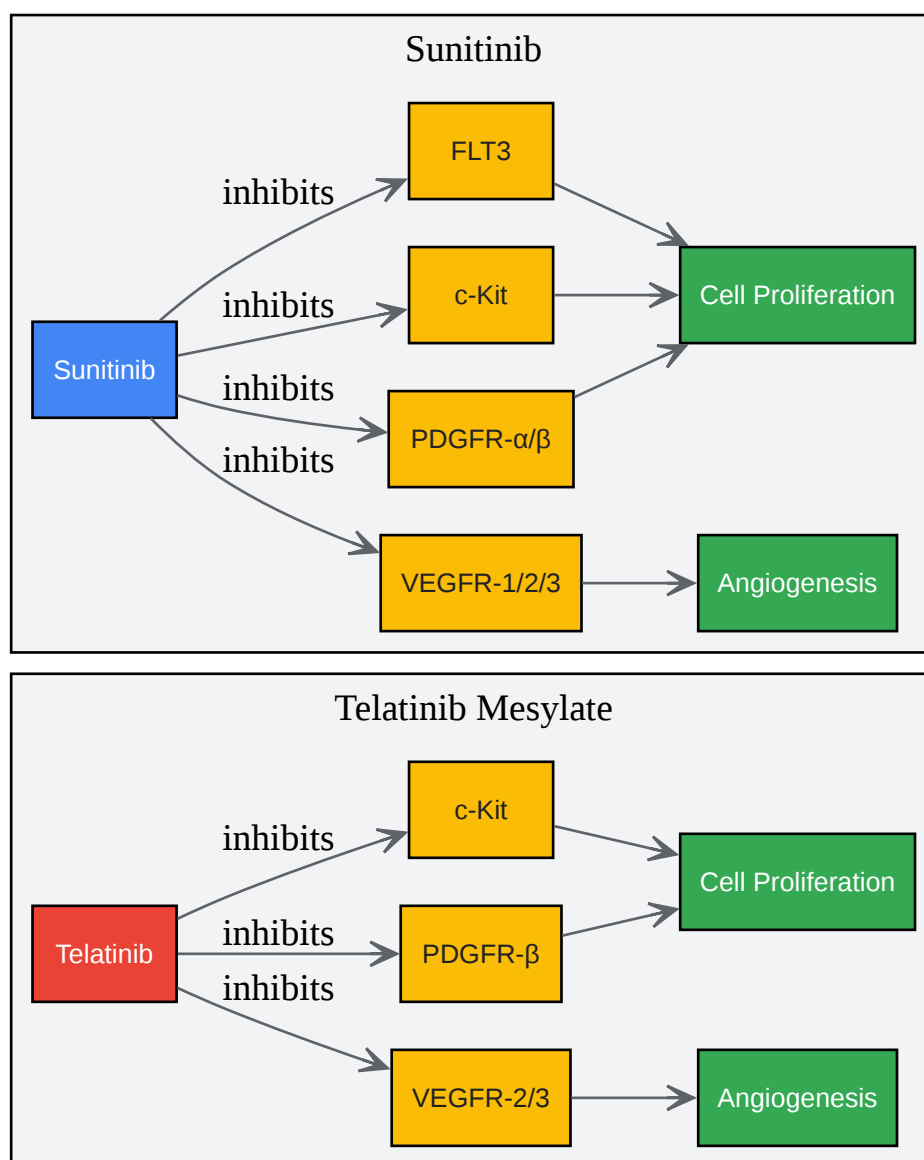 Sunitinib
FLT3
inhibits
c-Kit
inhibits
Cell Proliferation
Sunitinib
inhibits
PDGFR-α/β
inhibits
VEGFR-1/2/3
Angiogenesis
Telatinib Mesylate
c-Kit
inhibits
Cell Proliferation
inhibits
Telatinib
PDGFR-β
inhibits
VEGFR-2/3
Angiogenesis